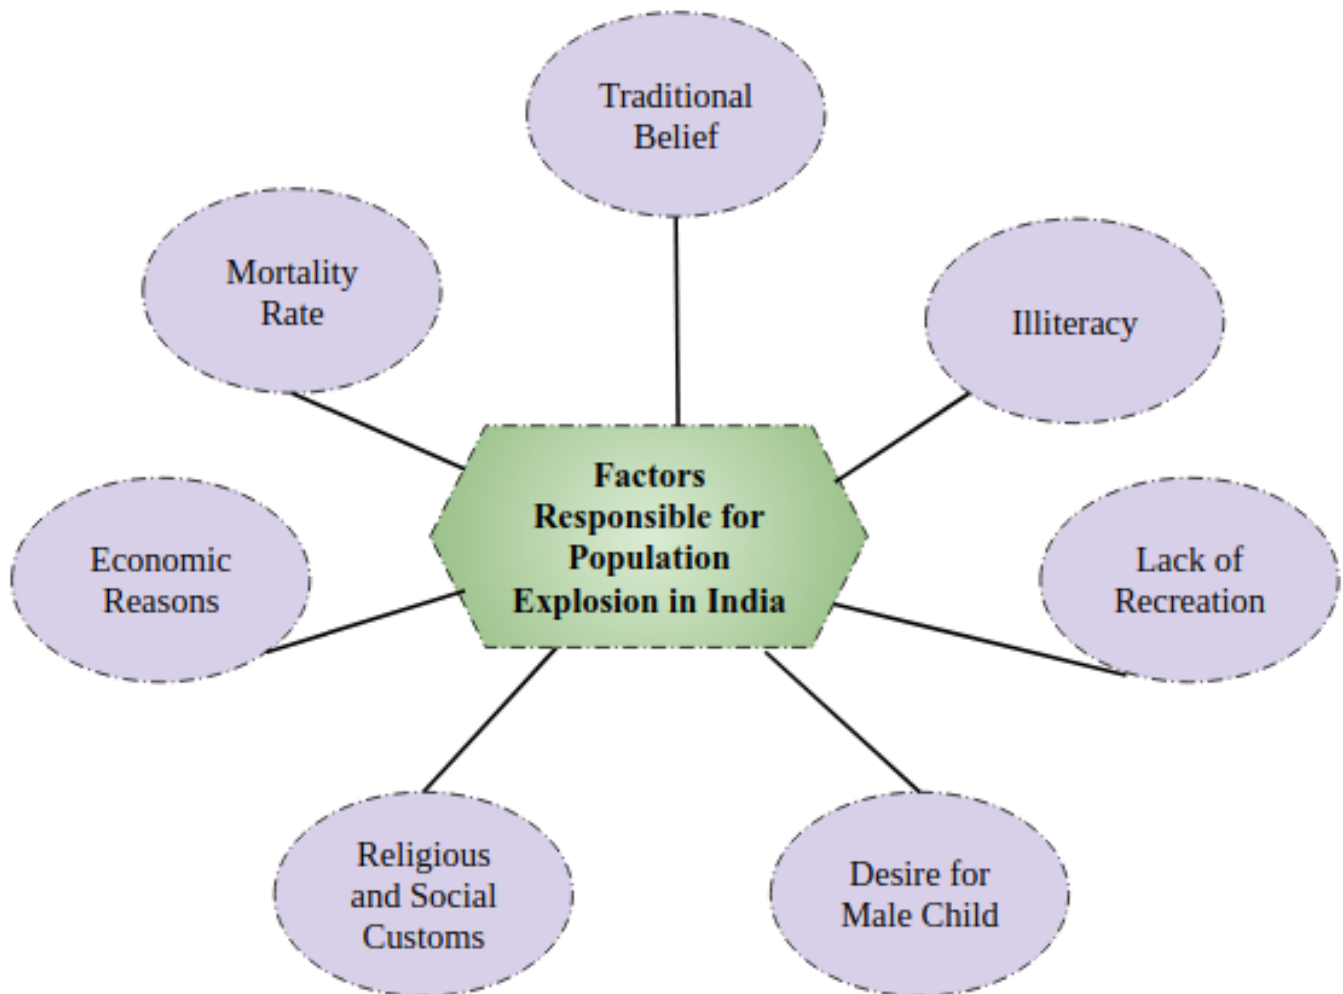 Traditional
Belief
Mortality
Rate
Illiteracy
Factors
Responsible for
Population
Explosion in India
Economic
Reasons
Lack of
Recreation
Religious
and Social
Customs
Desire for
Male Child